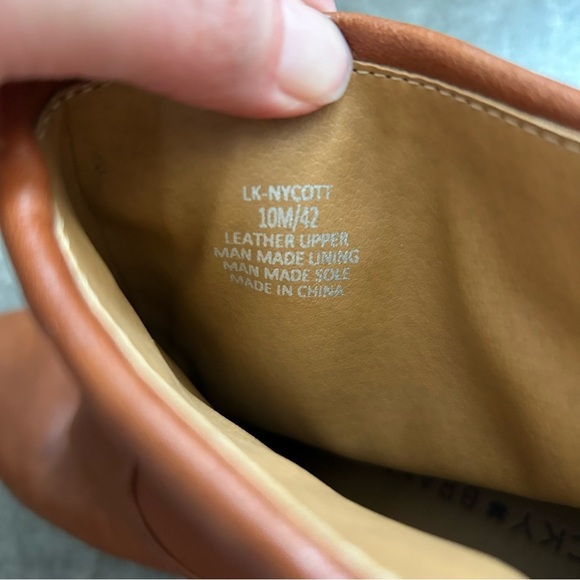 LK-NYCOTT
10M/42
LEATHER UPPER
MAN MADE LINING
MAN MADE SOLE
MADE IN CHINA